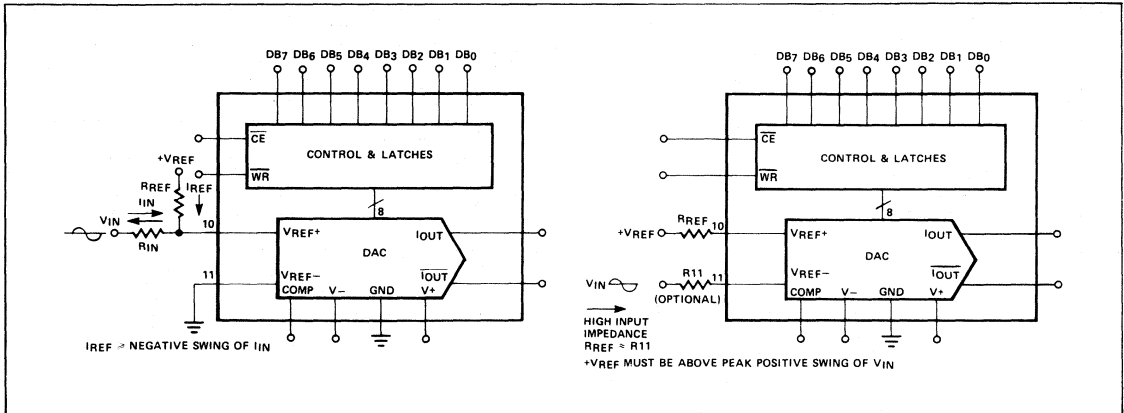 DB7 DB6 DB5 DB4 DB3 DB2 DB1 DB0
CE
CONTROL & LATCHES
WR
+VREF
RREF
IREF
IIN
VIN
RIN
10
8
VREF+
IOUT
DAC
11
VREF-
IOUT
COMP V- GND V+
IREF ≥ NEGATIVE SWING OF IIN
DB7 DB6 DB5 DB4 DB3 DB2 DB1 DB0
CE
CONTROL & LATCHES
WR
8
RREF
10
+VREF
VREF+
IOUT
DAC
VREF-
IOUT
R11
11
VIN
(OPTIONAL)
COMP V- GND V+
HIGH INPUT
IMPEDANCE
RREF ≈ R11
+VREF MUST BE ABOVE PEAK POSITIVE SWING OF VIN